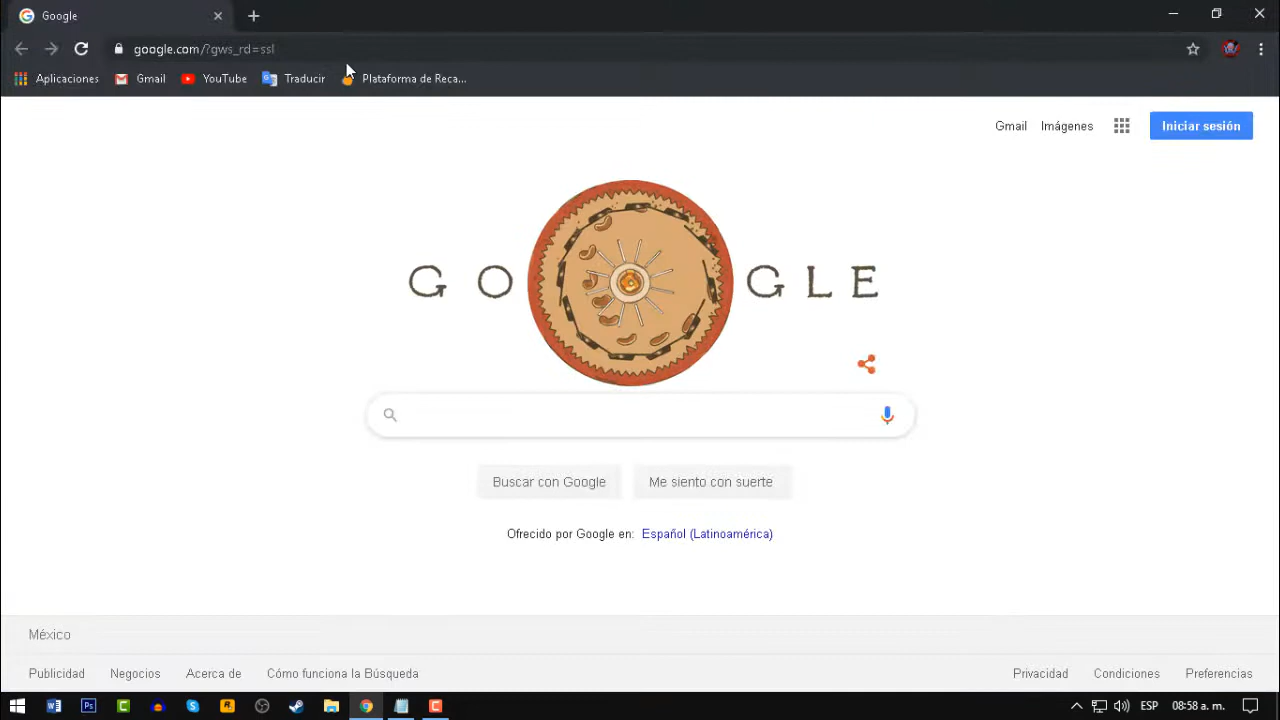 Google
google.com/?gws_rd=ssl
Aplicaciones Gmail YouTube Traducir Plataforma de Reca...
Gmail Imágenes Iniciar sesión
GO GLE
Buscar con Google Me siento con suerte
Ofrecido por Google en: Español (Latinoamérica)
México
Publicidad Negocios Acerca de Cómo funciona la Búsqueda Privacidad Condiciones Preferencias
ESP 08:58 a. m.